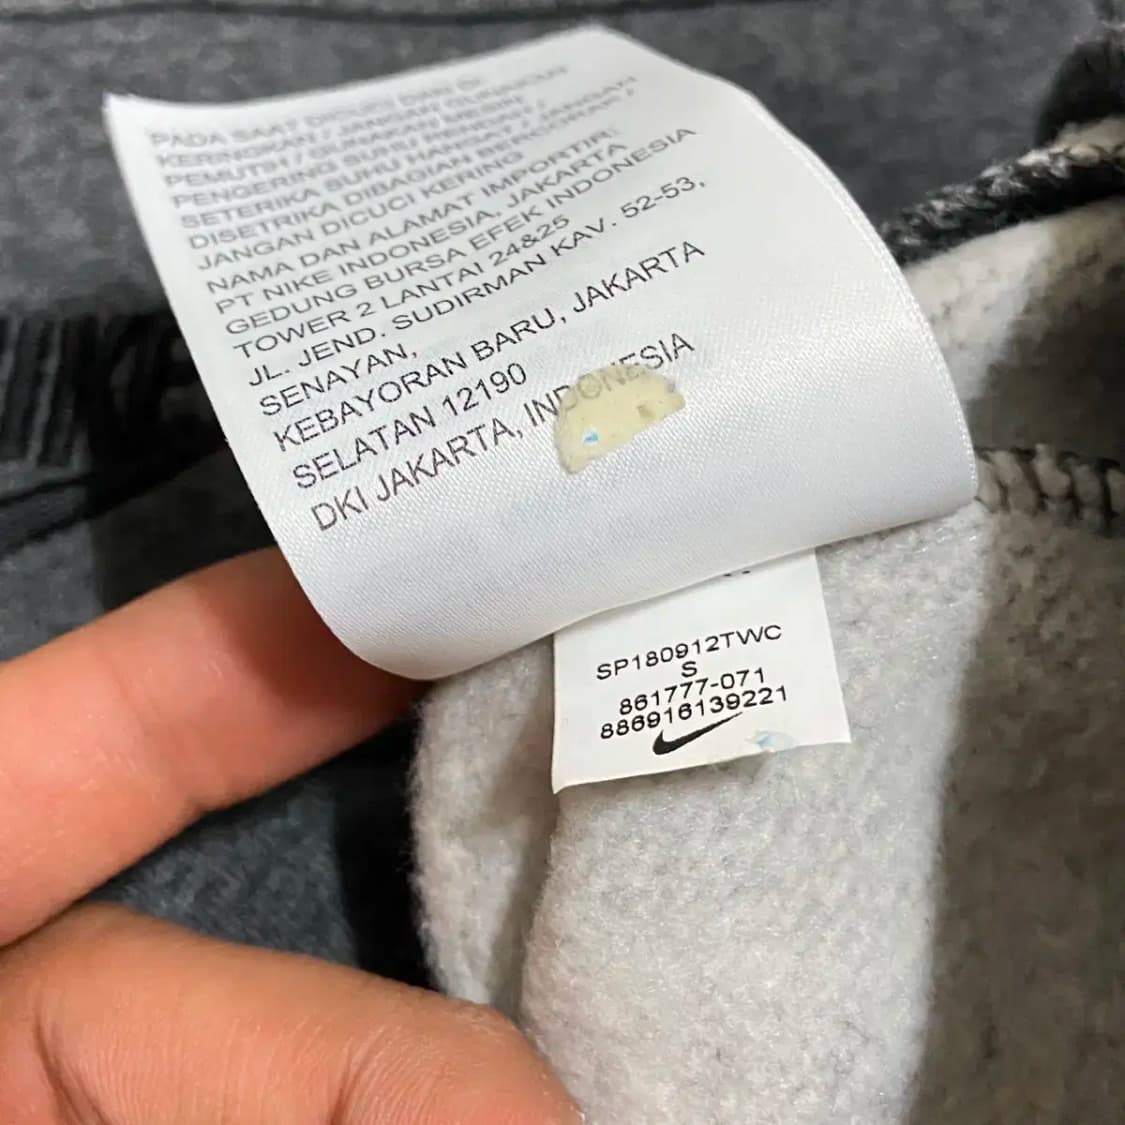 PADA SAAT DICUCI DAN DI
KERINGKAN / JANGAN GUNAKAN
PEMUTIH / GUNAKAN MESIN
PENGERING SUHU RENDAH /
SETERIKA SUHU HANGAT / JANGAN
DISETRIKA DIBAGIAN BERGAMBAR /
JANGAN DICUCI KERING
NAMA DAN ALAMAT IMPORTIR:
PT NIKE INDONESIA, JAKARTA
GEDUNG BURSA EFEK INDONESIA
TOWER 2 LANTAI 24&25
JL. JEND. SUDIRMAN KAV. 52-53,
SENAYAN,
KEBAYORAN BARU, JAKARTA
SELATAN 12190
DKI JAKARTA, INDONESIA
SP180912TWC
S
861777-071
886916139221